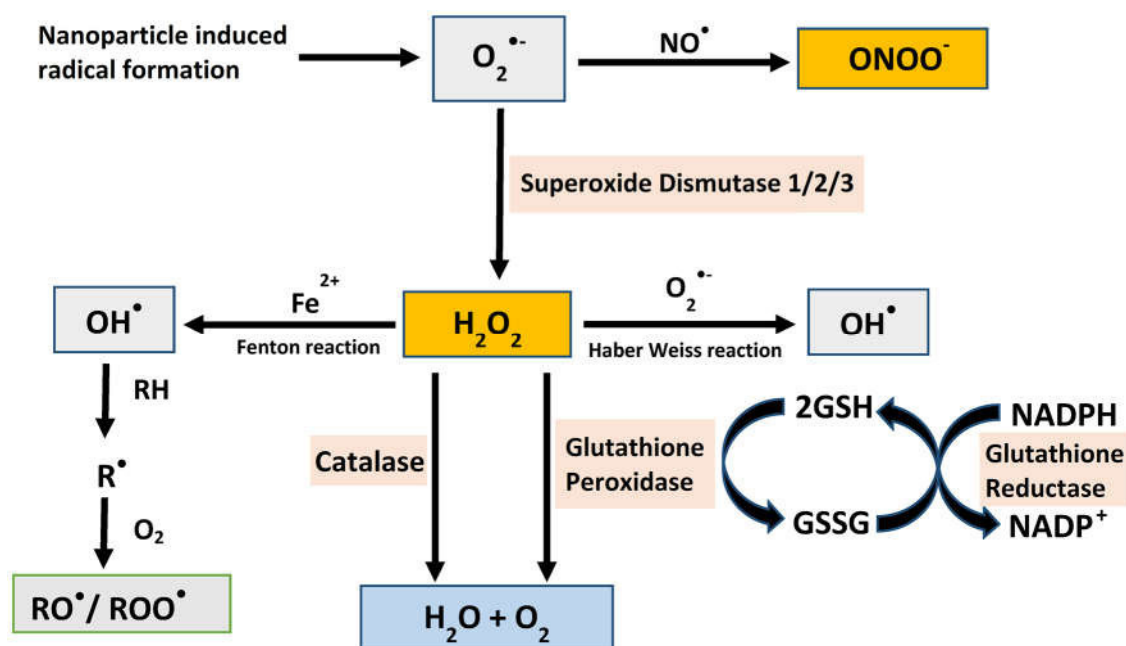 Nanoparticle induced
radical formation
O₂•-
NO•
ONOO⁻
Superoxide Dismutase 1/2/3
OH•
Fe²⁺
Fenton reaction
H₂O₂
O₂•-
Haber Weiss reaction
OH•
RH
R•
O₂
RO•/ ROO•
Catalase
Glutathione
Peroxidase
2GSH
GSSG
NADPH
Glutathione
Reductase
NADP⁺
H₂O + O₂